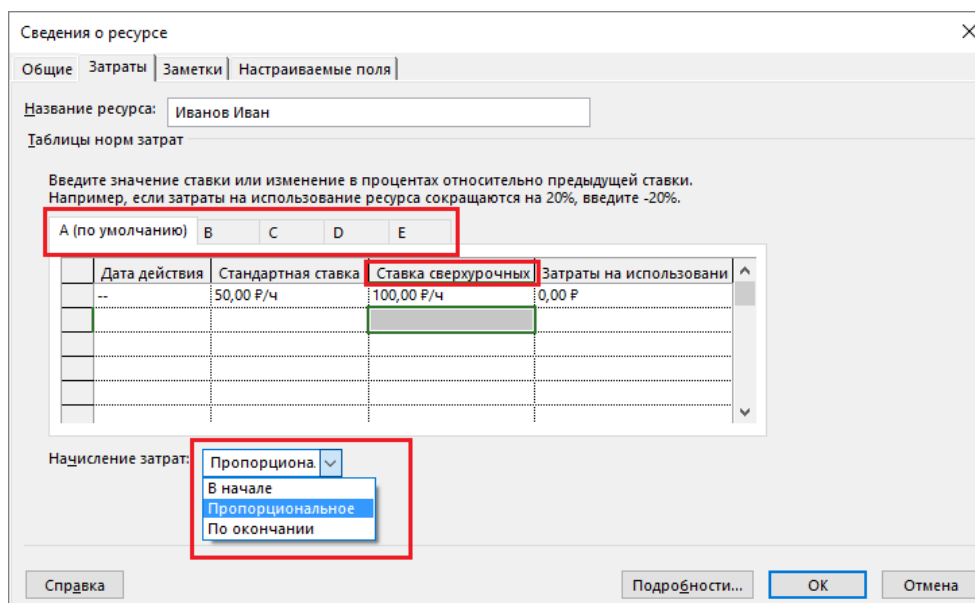 Сведения о ресурсе
Общие Затраты Заметки Настраиваемые поля
Название ресурса: Иванов Иван
Таблицы норм затрат
Введите значение ставки или изменение в процентах относительно предыдущей ставки.
Например, если затраты на использование ресурса сокращаются на 20%, введите -20%.
А (по умолчанию) B C D E
Дата действия Стандартная ставка Ставка сверхурочных Затраты на использовани
-- 50,00 ₽/ч 100,00 ₽/ч 0,00 ₽
Начисление затрат: Пропорциона.
В начале
Пропорциональное
По окончании
Справка Подробности... ОК Отмена